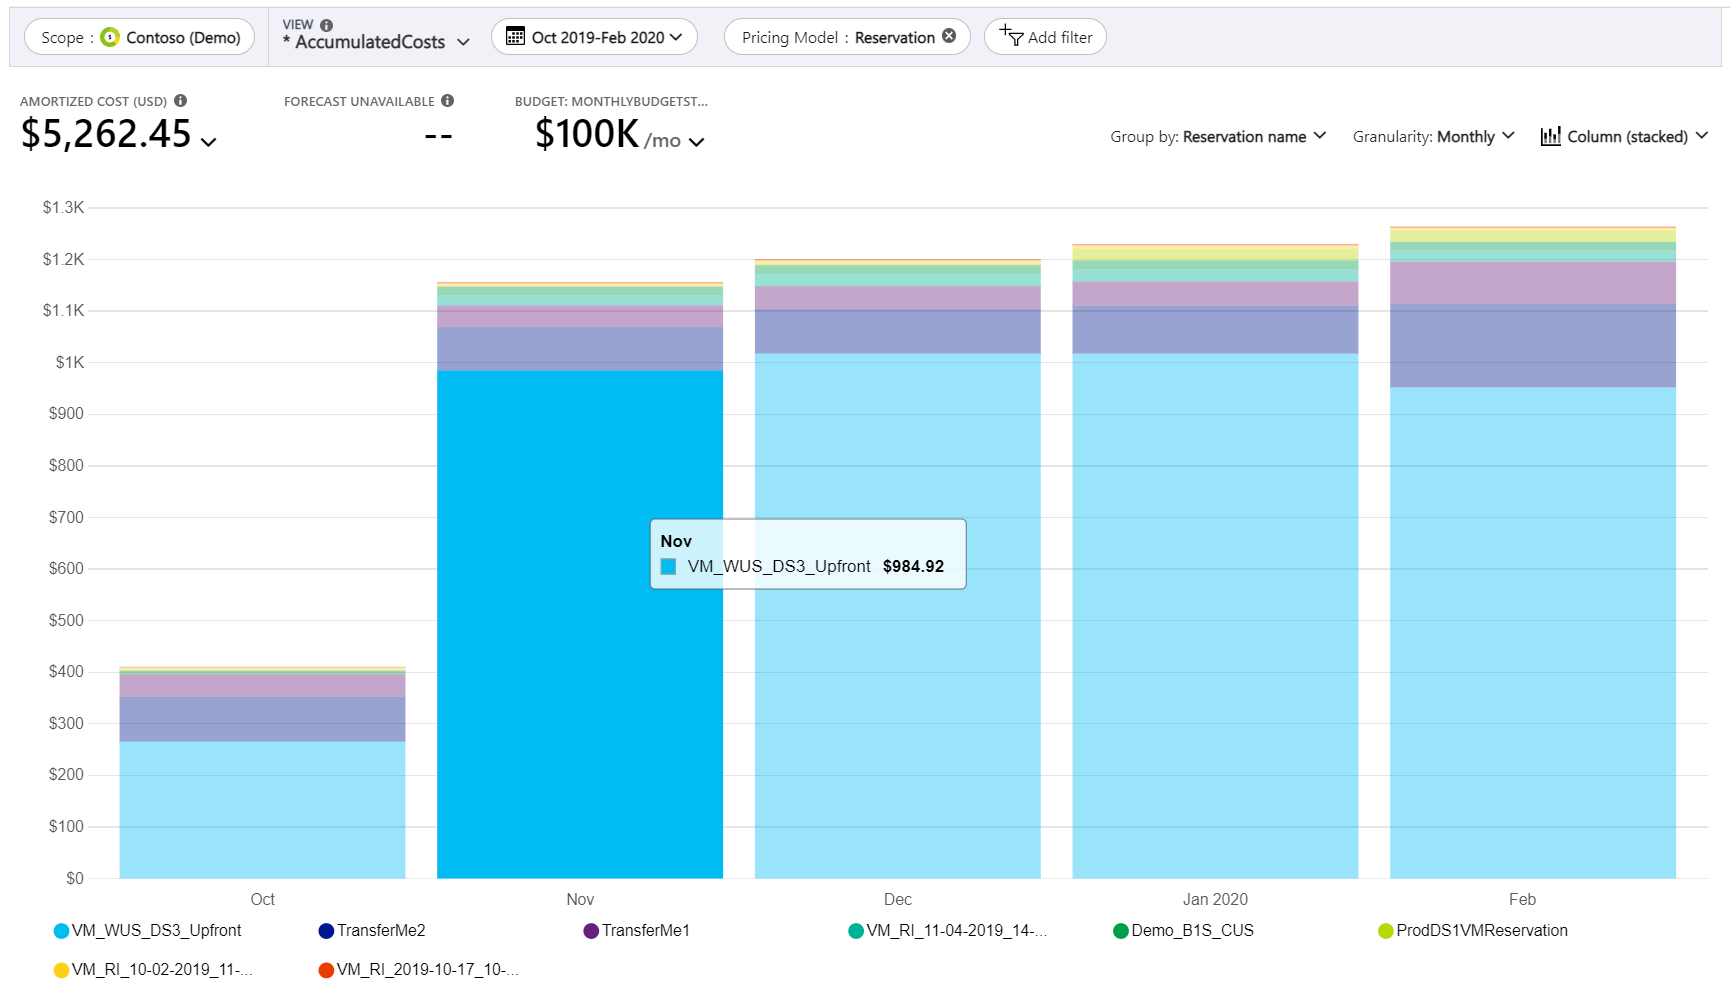 Scope : Contoso (Demo)
VIEW
* AccumulatedCosts
Oct 2019-Feb 2020
Pricing Model : Reservation
Add filter
AMORTIZED COST (USD)
$5,262.45
FORECAST UNAVAILABLE
--
BUDGET: MONTHLYBUDGETST...
$100K /mo
Group by: Reservation name
Granularity: Monthly
Column (stacked)
$1.3K
$1.2K
$1.1K
$1K
$900
$800
$700
$600
$500
$400
$300
$200
$100
$0
Nov
VM_WUS_DS3_Upfront $984.92
Oct
Nov
Dec
Jan 2020
Feb
VM_WUS_DS3_Upfront
TransferMe2
TransferMe1
VM_RI_11-04-2019_14-...
Demo_B1S_CUS
ProdDS1VMReservation
VM_RI_10-02-2019_11-...
VM_RI_2019-10-17_10-...